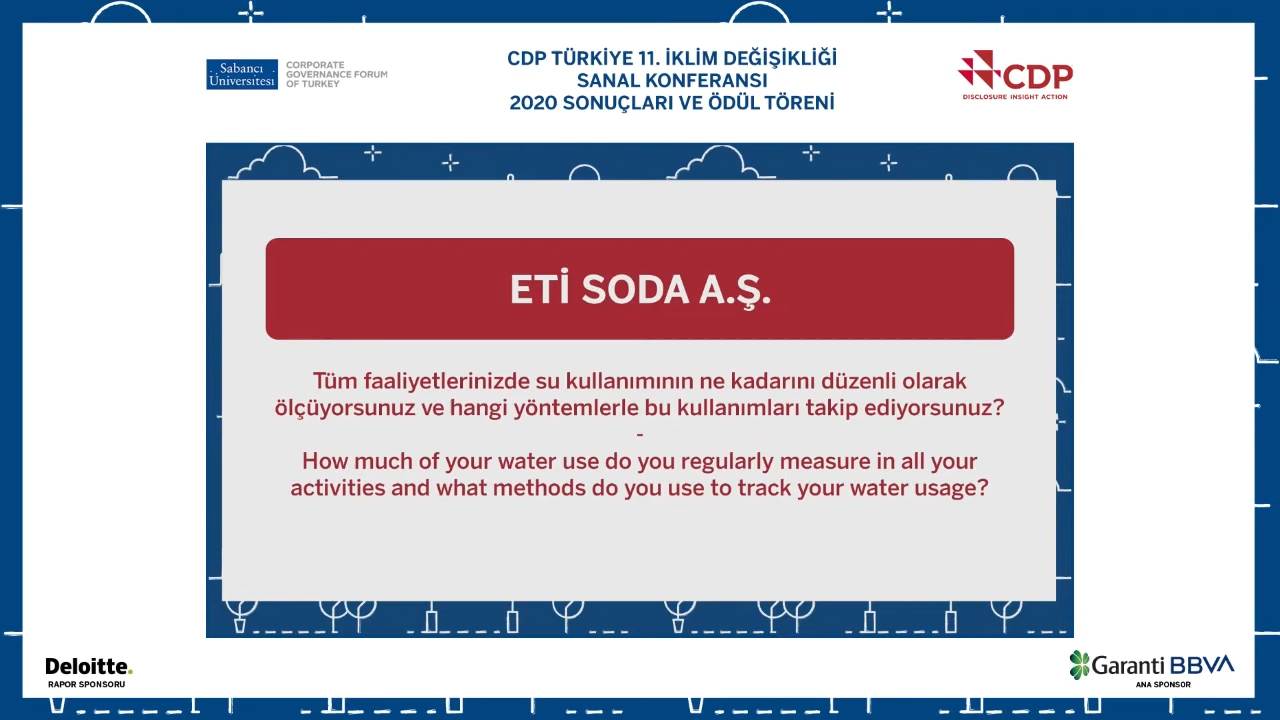 Sabancı
Üniversitesi
CORPORATE
GOVERNANCE FORUM
OF TURKEY
CDP TÜRKİYE 11. İKLİM DEĞİŞİKLİĞİ
SANAL KONFERANSI
2020 SONUÇLARI VE ÖDÜL TÖRENİ
CDP
DISCLOSURE INSIGHT ACTION
ETİ SODA A.Ş.
Tüm faaliyetlerinizde su kullanımının ne kadarını düzenli olarak
ölçüyorsunuz ve hangi yöntemlerle bu kullanımları takip ediyorsunuz?
-
How much of your water use do you regularly measure in all your
activities and what methods do you use to track your water usage?
Deloitte.
RAPOR SPONSORU
Garanti BBVA
ANA SPONSOR